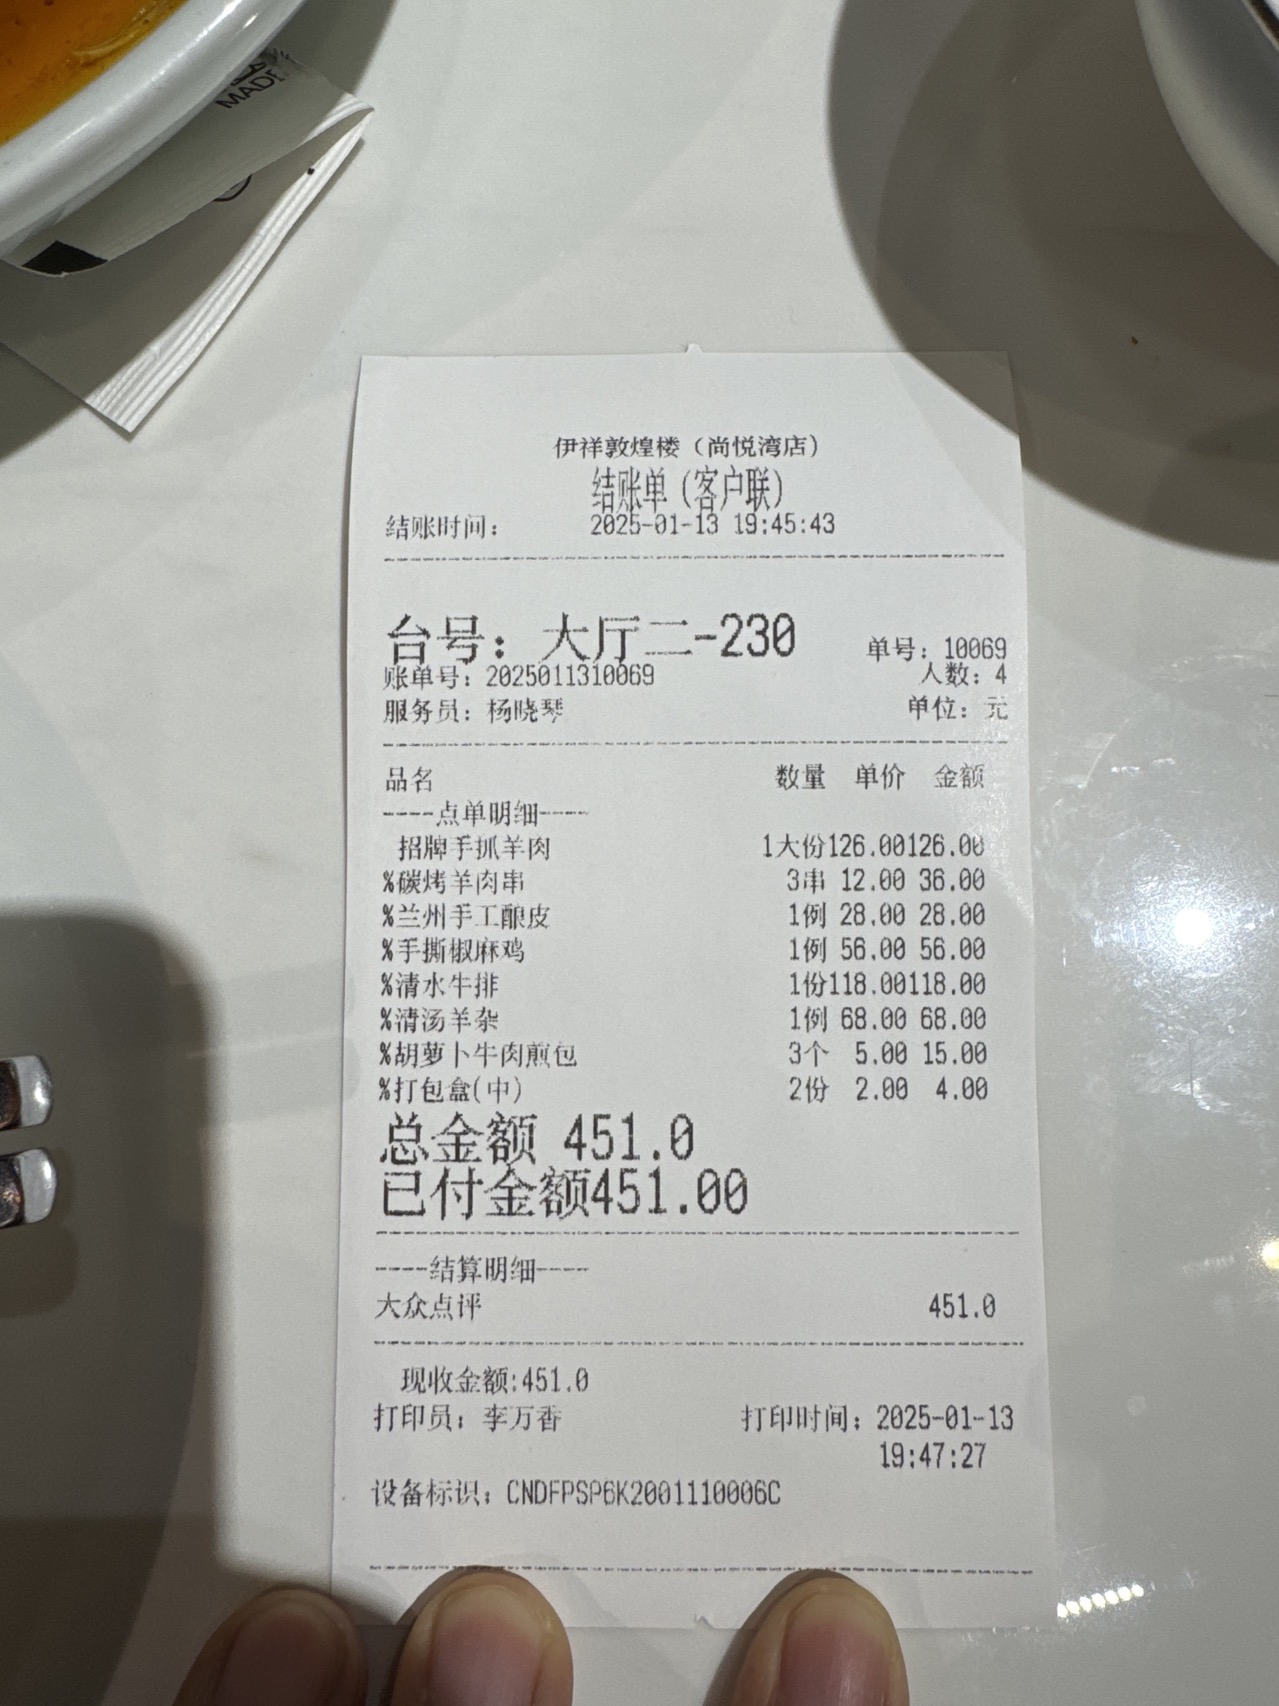 MADE
伊祥敦煌楼（尚悦湾店）
结账单（客户联）
结账时间： 2025-01-13 19:45:43
台号：大厅二-230 单号：10069
账单号：2025011310069 人数：4
服务员：杨晓琴 单位：元
品名 数量 单价 金额
----点单明细----
招牌手抓羊肉 1大份126.00126.00
%碳烤羊肉串 3串 12.00 36.00
%兰州手工酿皮 1例 28.00 28.00
%手撕椒麻鸡 1例 56.00 56.00
%清水牛排 1份118.00118.00
%清汤羊杂 1例 68.00 68.00
%胡萝卜牛肉煎包 3个 5.00 15.00
%打包盒(中) 2份 2.00 4.00
总金额 451.0
已付金额451.00
----结算明细----
大众点评 451.0
现收金额:451.0
打印员：李万香 打印时间：2025-01-13
19:47:27
设备标识：CNDFPSP6K2001110006C